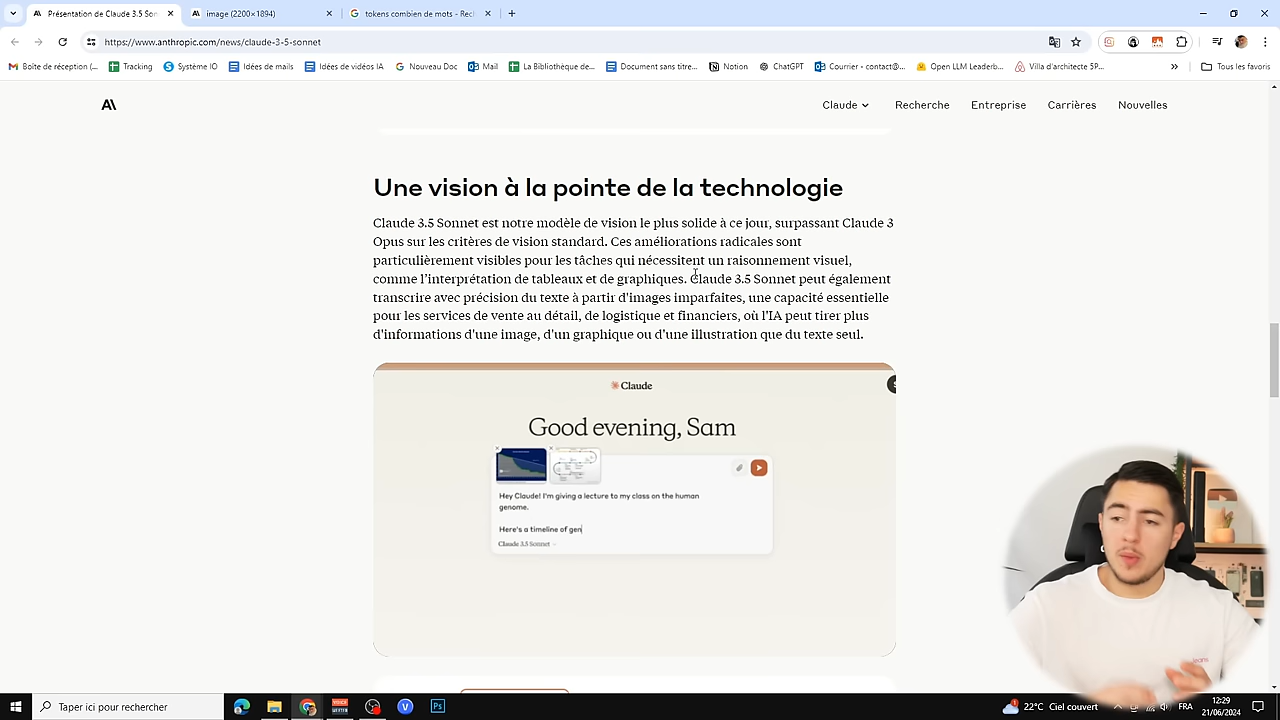 Présentation de Claude 3.5 Son
image (2200×1894)
tokens combien de mots - Recl
https://www.anthropic.com/news/claude-3-5-sonnet
Boîte de réception (...
Tracking
Système IO
Idées de mails
Idées de vidéos IA
Nouveau Doc
Mail
La Bibliothèque de...
Document sans titre...
Notion
ChatGPT
Courrier - contact@...
Open LLM Leaderb...
Villa d'architecte 5P...
Tous les favoris
Claude
Recherche
Entreprise
Carrières
Nouvelles
Une vision à la pointe de la technologie
Claude 3.5 Sonnet est notre modèle de vision le plus solide à ce jour, surpassant Claude 3
Opus sur les critères de vision standard. Ces améliorations radicales sont
particulièrement visibles pour les tâches qui nécessitent un raisonnement visuel,
comme l'interprétation de tableaux et de graphiques. Claude 3.5 Sonnet peut également
transcrire avec précision du texte à partir d'images imparfaites, une capacité essentielle
pour les services de vente au détail, de logistique et financiers, où l'IA peut tirer plus
d'informations d'une image, d'un graphique ou d'une illustration que du texte seul.
Claude
Good evening, Sam
Hey Claude! I'm giving a lecture to my class on the human
genome.
Here's a timeline of gen
Claude 3.5 Sonnet
Taper ici pour rechercher
22°C Ciel couvert
FRA
12:29
21/06/2024